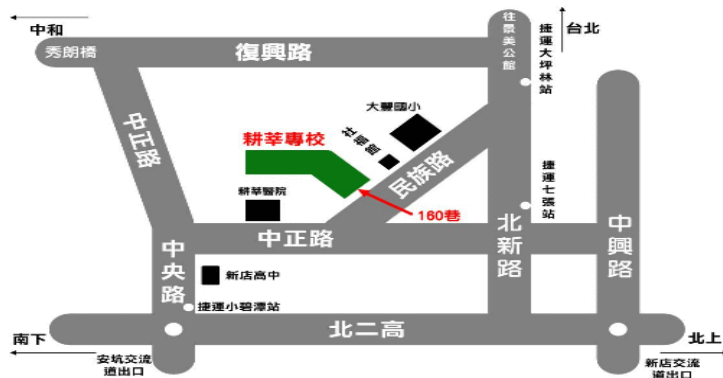 中和
秀朗橋
復興路
往景美公館
台北
捷運大坪林站
大豐國小
社福館
中正路
耕莘專校
民族路
耕莘醫院
160巷
捷運七張站
中正路
北新路
中興路
中央路
新店高中
捷運小碧潭站
北二高
南下
北上
安坑交流
道出口
新店交流
道出口